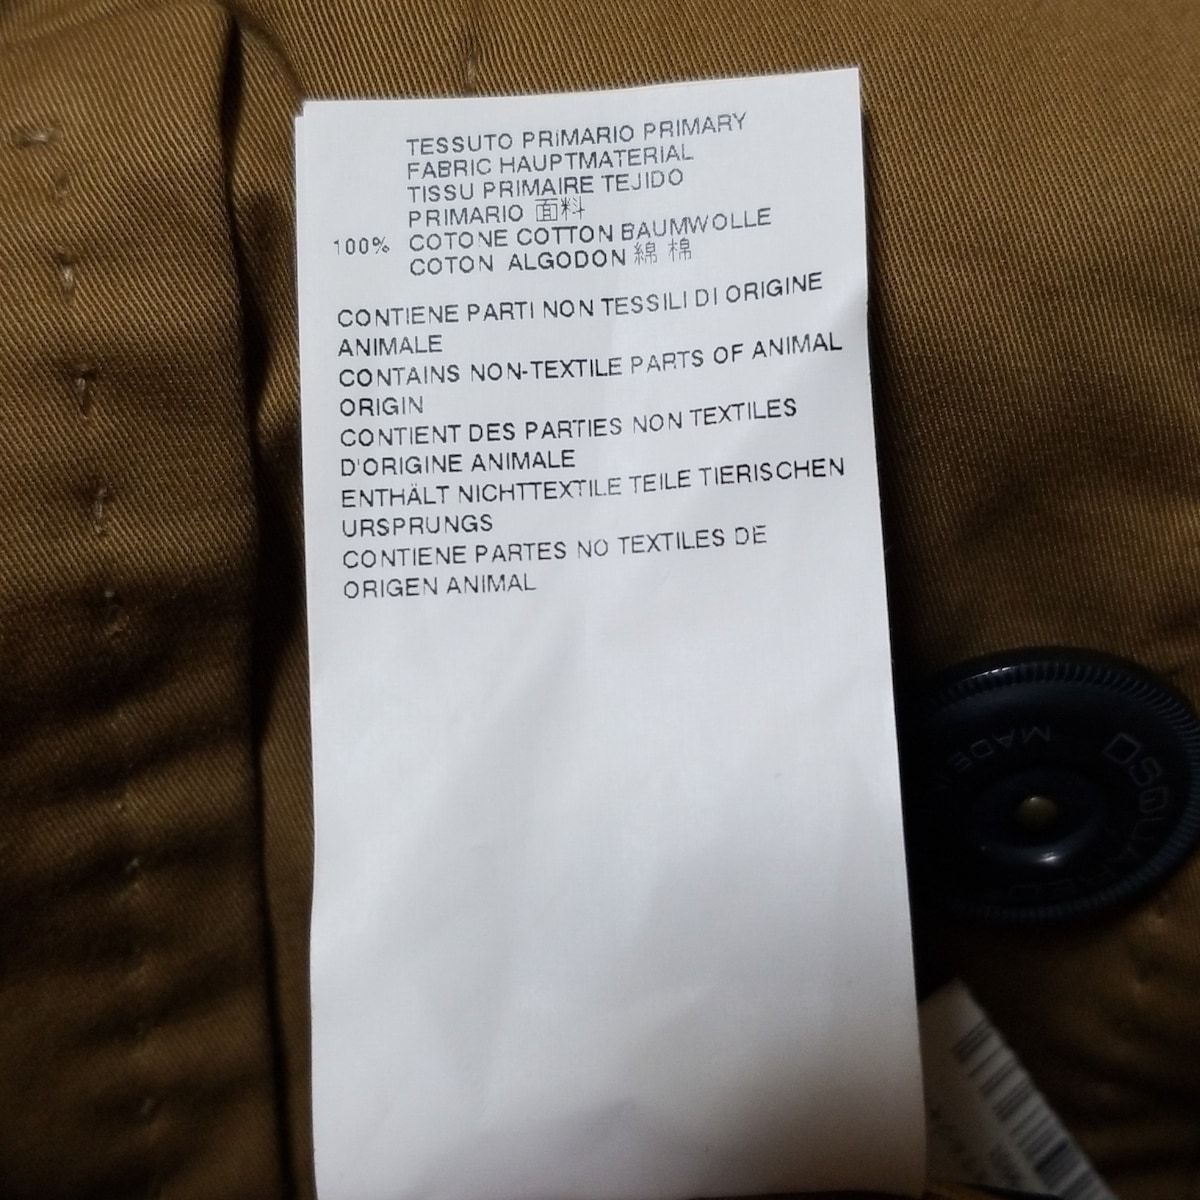 TESSUTO PRIMARIO PRIMARY
FABRIC HAUPTMATERIAL
TISSU PRIMAIRE TEJIDO
PRIMARIO 面料
100% COTONE COTTON BAUMWOLLE
COTON ALGODON 綿 棉
CONTIENE PARTI NON TESSILI DI ORIGINE
ANIMALE
CONTAINS NON-TEXTILE PARTS OF ANIMAL
ORIGIN
CONTIENT DES PARTIES NON TEXTILES
D'ORIGINE ANIMALE
ENTHÄLT NICHTTEXTILE TEILE TIERISCHEN
URSPRUNGS
CONTIENE PARTES NO TEXTILES DE
ORIGEN ANIMAL
DSQUARED
MADE